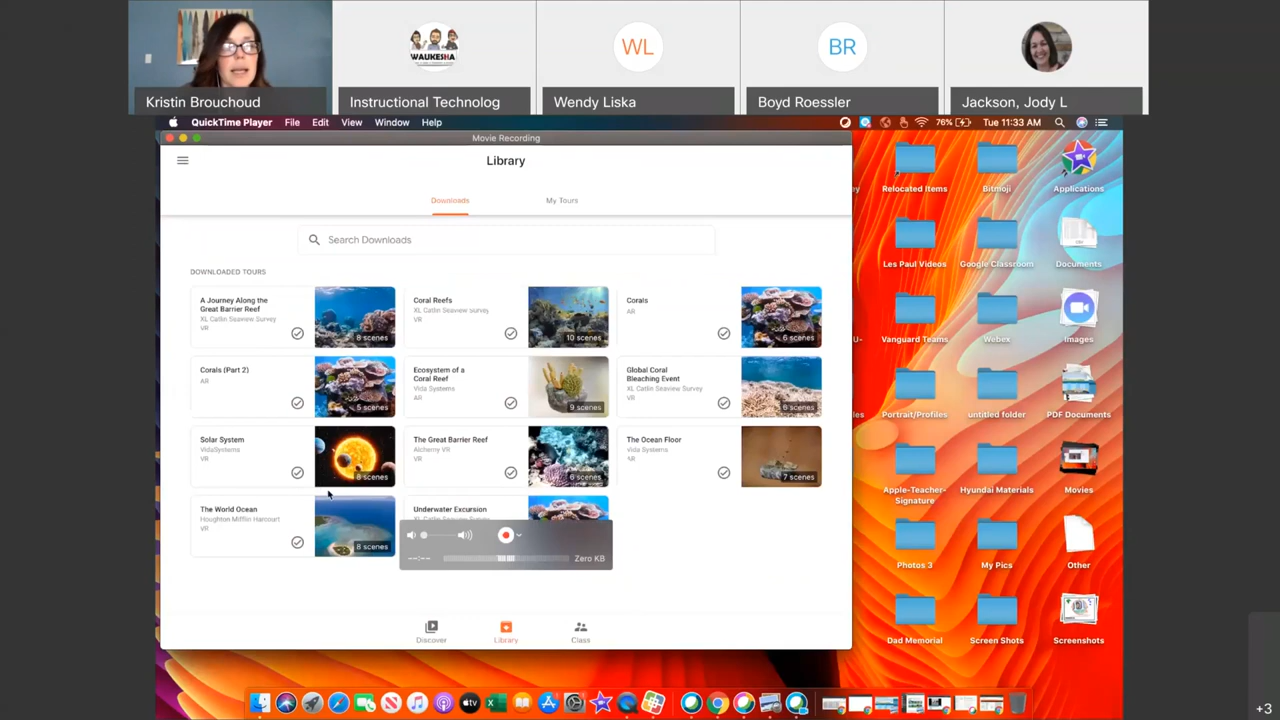 WAUKESHA
WL
BR
Kristin Brouchoud
Instructional Technolog
Wendy Liska
Boyd Roessler
Jackson, Jody L
QuickTime Player File Edit View Window Help
76%
Tue 11:33 AM
Movie Recording
Library
Downloads
My Tours
Search Downloads
DOWNLOADED TOURS
A Journey Along the
Great Barrier Reef
XL Catlin Seaview Survey
VR
8 scenes
Coral Reefs
XL Catlin Seaview Survey
VR
10 scenes
Corals
AR
6 scenes
Corals (Part 2)
AR
5 scenes
Ecosystem of a
Coral Reef
Vida Systems
AR
9 scenes
Global Coral
Bleaching Event
XL Catlin Seaview Survey
VR
6 scenes
Solar System
VidaSystems
VR
8 scenes
The Great Barrier Reef
Alchemy VR
VR
6 scenes
The Ocean Floor
Vida Systems
AR
7 scenes
The World Ocean
Houghton Mifflin Harcourt
VR
8 scenes
Underwater Excursion
XL Catlin Seaview Survey
--:--
Zero KB
Discover
Library
Class
Relocated Items
Bitmoji
Applications
Les Paul Videos
Google Classroom
Documents
Vanguard Teams
Webex
Images
Portrait/Profiles
untitled folder
PDF Documents
Apple-Teacher-
Signature
Hyundai Materials
Movies
Photos 3
My Pics
Other
Dad Memorial
Screen Shots
Screenshots
tv
+3